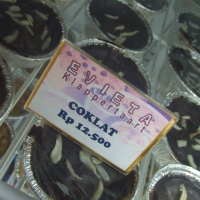 EVIETA
Klappertaart
COKLAT
Rp 12.500